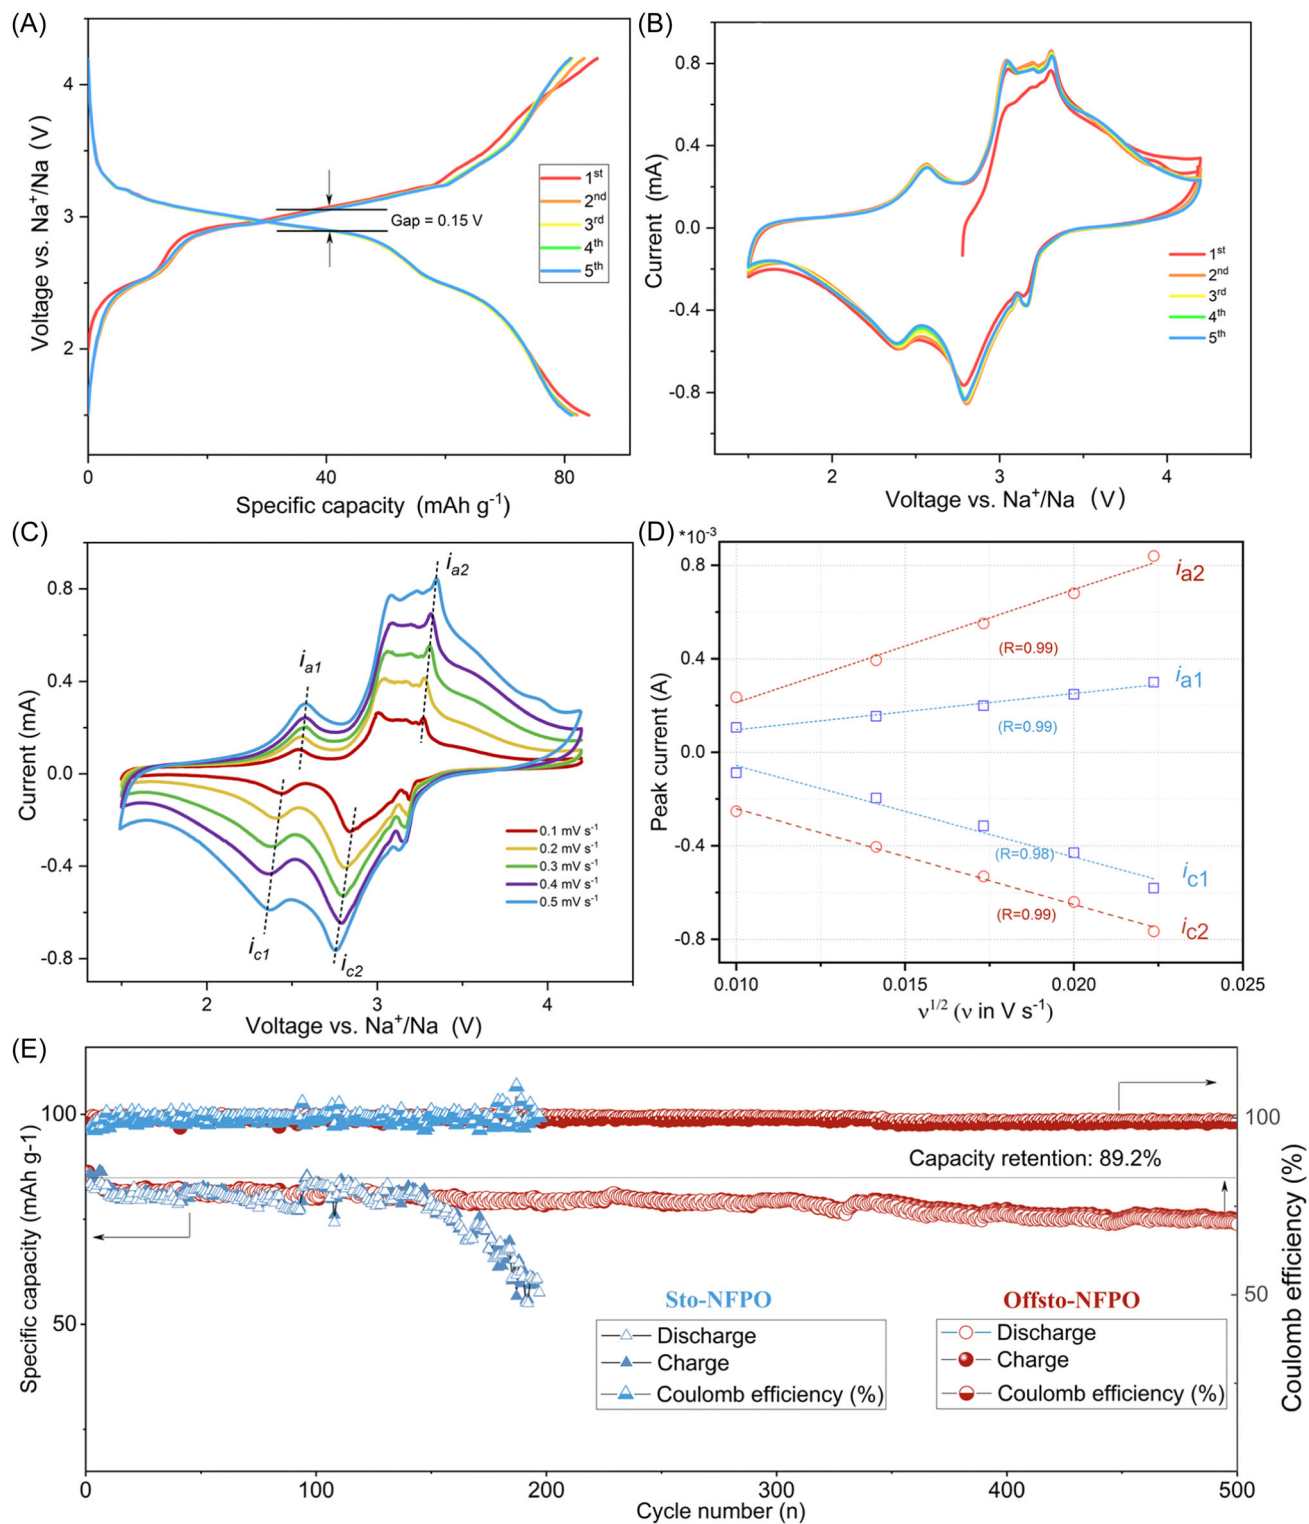 (A)
4
3
2
Voltage vs. Na⁺/Na (V)
Gap = 0.15 V
1st
2nd
3rd
4th
5th
0
40
80
Specific capacity (mAh g⁻¹)
(B)
0.8
0.4
0.0
-0.4
-0.8
Current (mA)
1st
2nd
3rd
4th
5th
2
3
4
Voltage vs. Na⁺/Na (V)
(C)
0.8
0.4
0.0
-0.4
-0.8
Current (mA)
ia1
ia2
ic1
ic2
0.1 mV s⁻¹
0.2 mV s⁻¹
0.3 mV s⁻¹
0.4 mV s⁻¹
0.5 mV s⁻¹
2
3
4
Voltage vs. Na⁺/Na (V)
(D)
*10⁻³
0.8
0.4
0.0
-0.4
-0.8
Peak current (A)
ia2
(R=0.99)
ia1
(R=0.99)
(R=0.98)
ic1
(R=0.99)
ic2
0.010
0.015
0.020
0.025
ν1/2 (ν in V s⁻¹)
(E)
100
50
Specific capacity (mAh g-1)
100
50
Coulomb efficiency (%)
Capacity retention: 89.2%
Sto-NFPO
Discharge
Charge
Coulomb efficiency (%)
Offsto-NFPO
Discharge
Charge
Coulomb efficiency (%)
0
100
200
300
400
500
Cycle number (n)